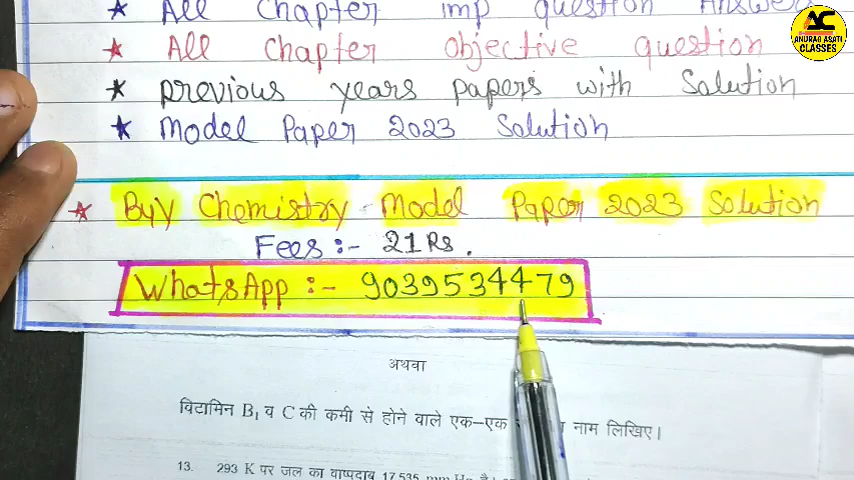 ★ All Chapter imp question Answer
★ All chapter objective question
★ previous years papers with Solution
★ Model Paper 2023 Solution
★ Buy Chemistry Model Paper 2023 Solution
Fees :- 21 Rs.
WhatsApp :- 9039534479
अथवा
विटामिन B₁ व C की कमी से होने वाले एक–एक नाम लिखिए।
13. 293 K पर जल का वाष्पदाब 17.535 mm
AC
ANURAG ASATI
CLASSES